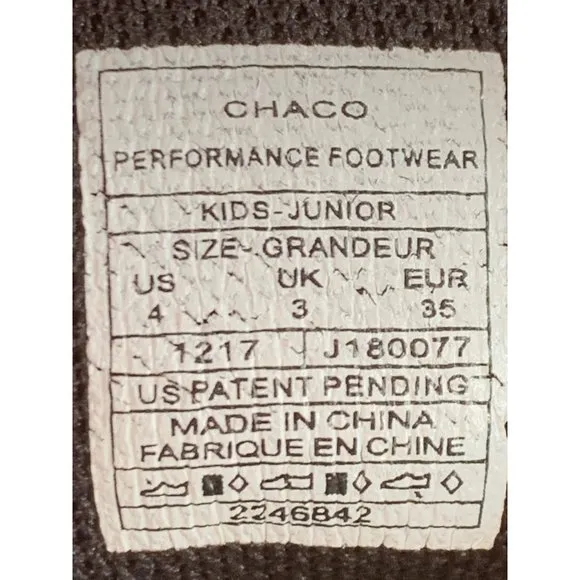 CHACO
PERFORMANCE FOOTWEAR
KIDS-JUNIOR
SIZE-GRANDEUR
US UK EUR
4 3 35
1217 J180077
US PATENT PENDING
MADE IN CHINA
FABRIQUE EN CHINE
2246842